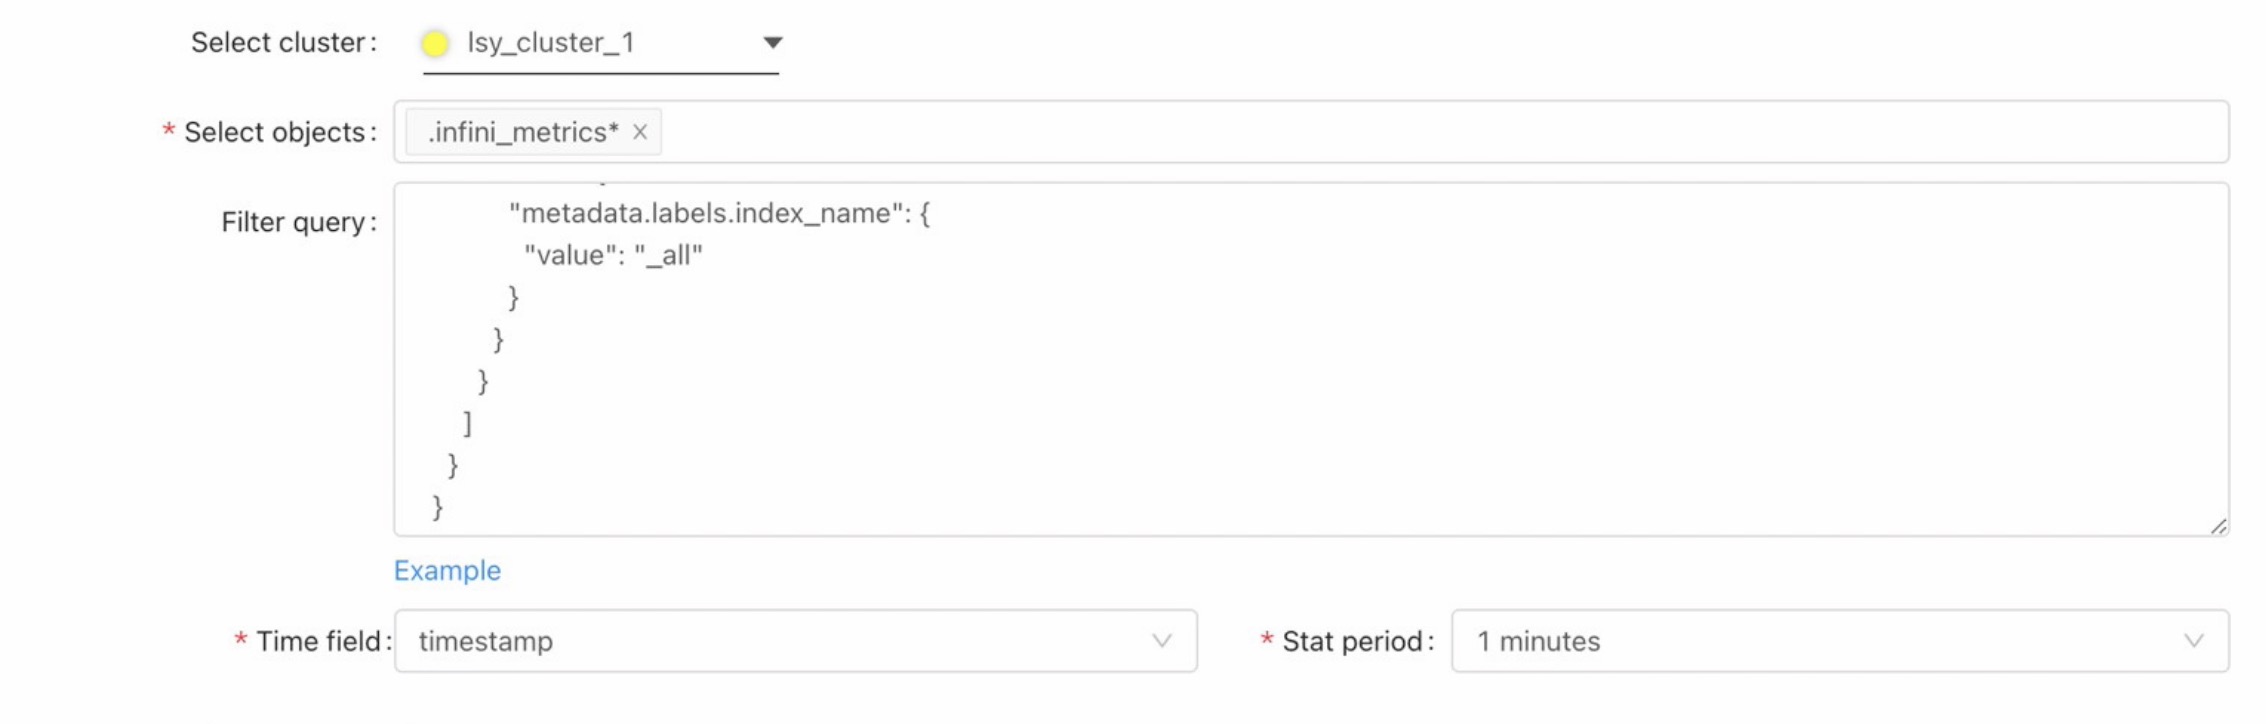 Select cluster: lsy_cluster_1
* Select objects: .infini_metrics* ×
Filter query: "metadata.labels.index_name": {
"value": "_all"
}
}
}
]
}
}
Example
* Time field: timestamp * Stat period: 1 minutes